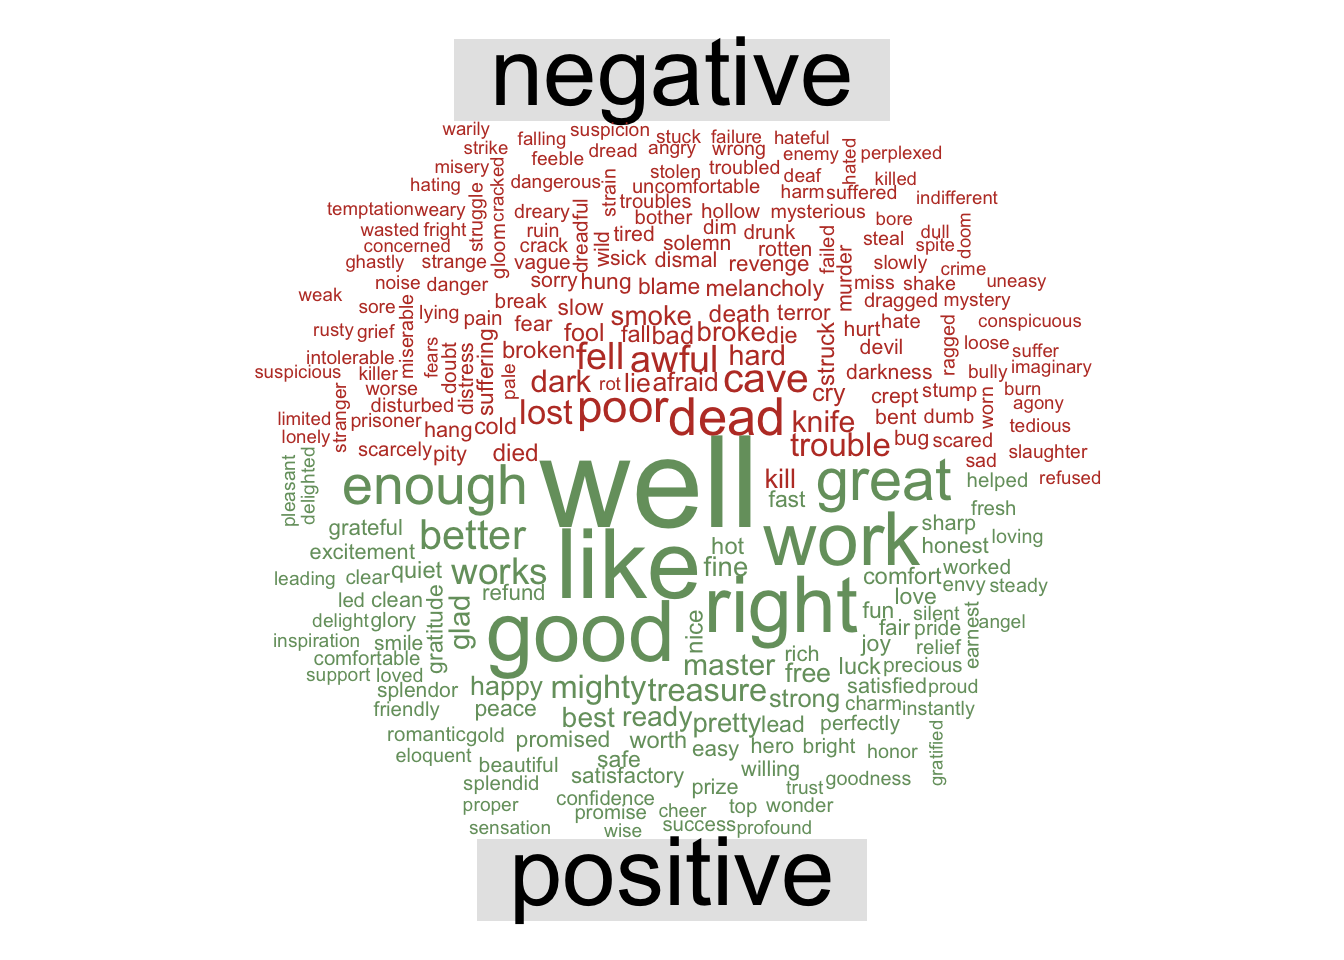 negative
warily falling suspicion stuck failure hateful
strike feeble dread angry wrong enemy hated perplexed
misery gloom cracked dangerous strain stolen troubled deaf killed
hating struggle uncomfortable harm suffered indifferent
temptation weary dreary dreadful troubles bother hollow mysterious bore
wasted fright ruin wild tired dim drunk failed steal dull doom
concerned crack solemn rotten murder spite
ghastly strange vague sick dismal revenge slowly crime
noise danger sorry hung blame melancholy miss shake uneasy
weak sore miserable lying break slow smoke death terror dragged mystery
rusty grief fears doubt pain fear fool fall bad broke die struck hurt hate ragged conspicuous
intolerable distress suffering broken fell awful hard devil loose suffer
suspicious killer pale dark rot lie afraid cave darkness bully imaginary
worse disturbed cry crept stump worn burn
limited stranger prisoner hang cold lost poor dead knife bent dumb agony
lonely scarcely pity died trouble bug scared tedious
sad slaughter
kill refused
pleasant delighted enough well great helped
fast fresh
grateful better like work sharp loving
excitement hot honest
leading clear quiet works fine comfort worked
led clean gratitude glad refund right love envy steady
delight glory good nice fun silent earnest angel
inspiration smile fair pride
comfortable master rich joy relief
support loved free luck precious
splendor happy mighty treasure strong satisfied proud
friendly peace best ready pretty lead charm instantly
romantic gold promised worth easy hero bright perfectly honor gratified
eloquent beautiful safe willing
splendid satisfactory prize trust goodness
proper confidence promise cheer top wonder
sensation wise success profound
positive